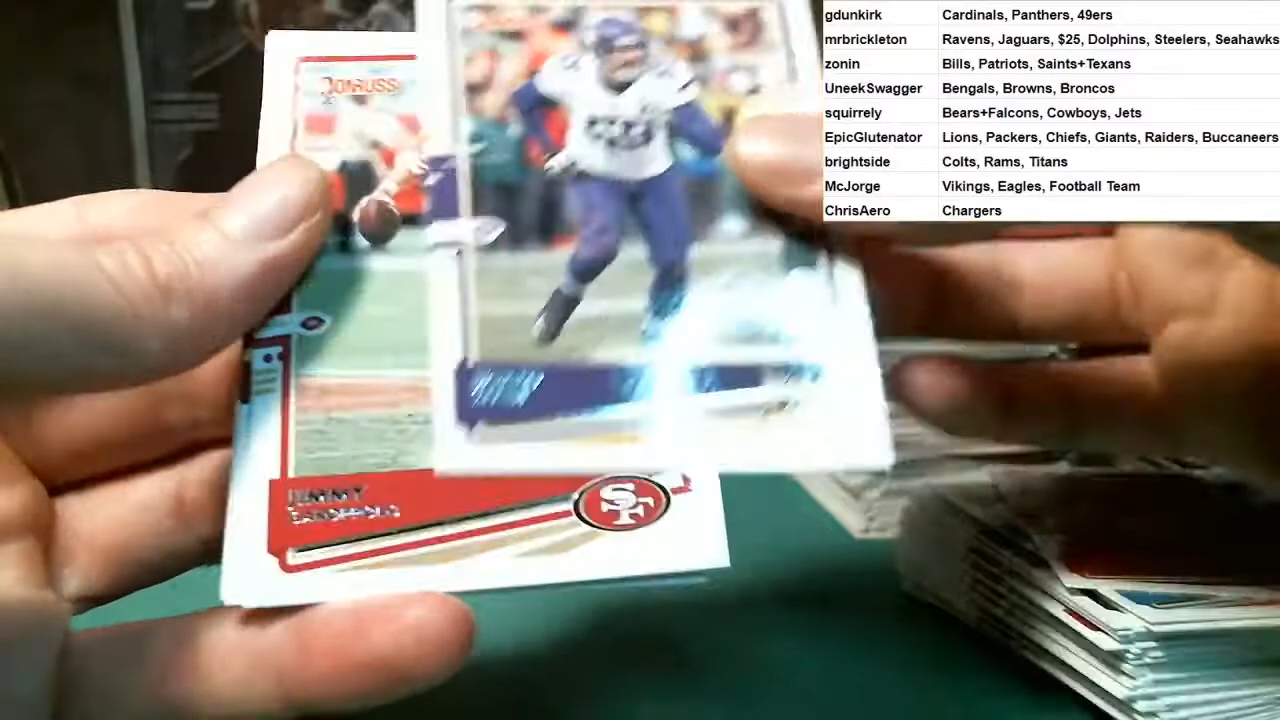 gdunkirk Cardinals, Panthers, 49ers
mrbrickleton Ravens, Jaguars, $25, Dolphins, Steelers, Seahawks
zonin Bills, Patriots, Saints+Texans
UneekSwagger Bengals, Browns, Broncos
squirrely Bears+Falcons, Cowboys, Jets
EpicGlutenator Lions, Packers, Chiefs, Giants, Raiders, Buccaneers
brightside Colts, Rams, Titans
McJorge Vikings, Eagles, Football Team
ChrisAero Chargers
DONRUSS
JIMMY
GAROPPOLO
SF